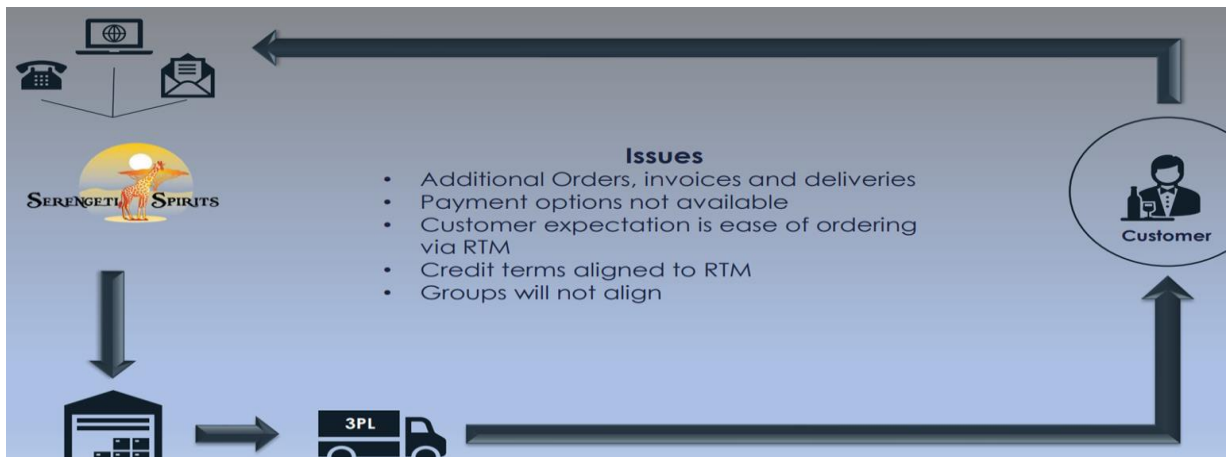 SERENGETI SPIRITS
Issues
• Additional Orders, invoices and deliveries
• Payment options not available
• Customer expectation is ease of ordering
via RTM
• Credit terms aligned to RTM
• Groups will not align
Customer
3PL